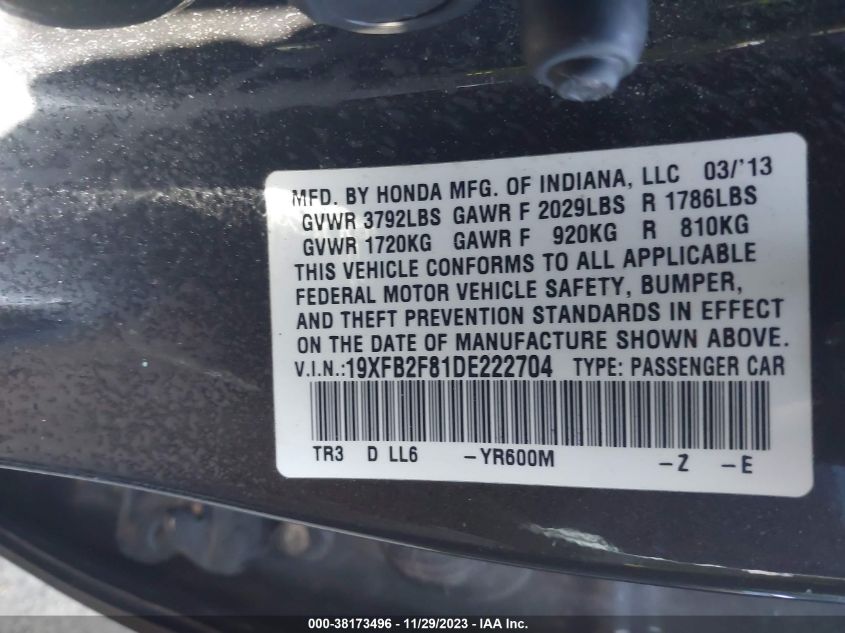 MFD. BY HONDA MFG. OF INDIANA, LLC 03/'13
GVWR 3792LBS GAWR F 2029LBS R 1786LBS
GVWR 1720KG GAWR F 920KG R 810KG
THIS VEHICLE CONFORMS TO ALL APPLICABLE
FEDERAL MOTOR VEHICLE SAFETY, BUMPER,
AND THEFT PREVENTION STANDARDS IN EFFECT
ON THE DATE OF MANUFACTURE SHOWN ABOVE.
V.I.N.:19XFB2F81DE222704 TYPE: PASSENGER CAR
TR3 D LL6 -YR600M -Z -E
000-38173496 - 11/29/2023 - IAA Inc.